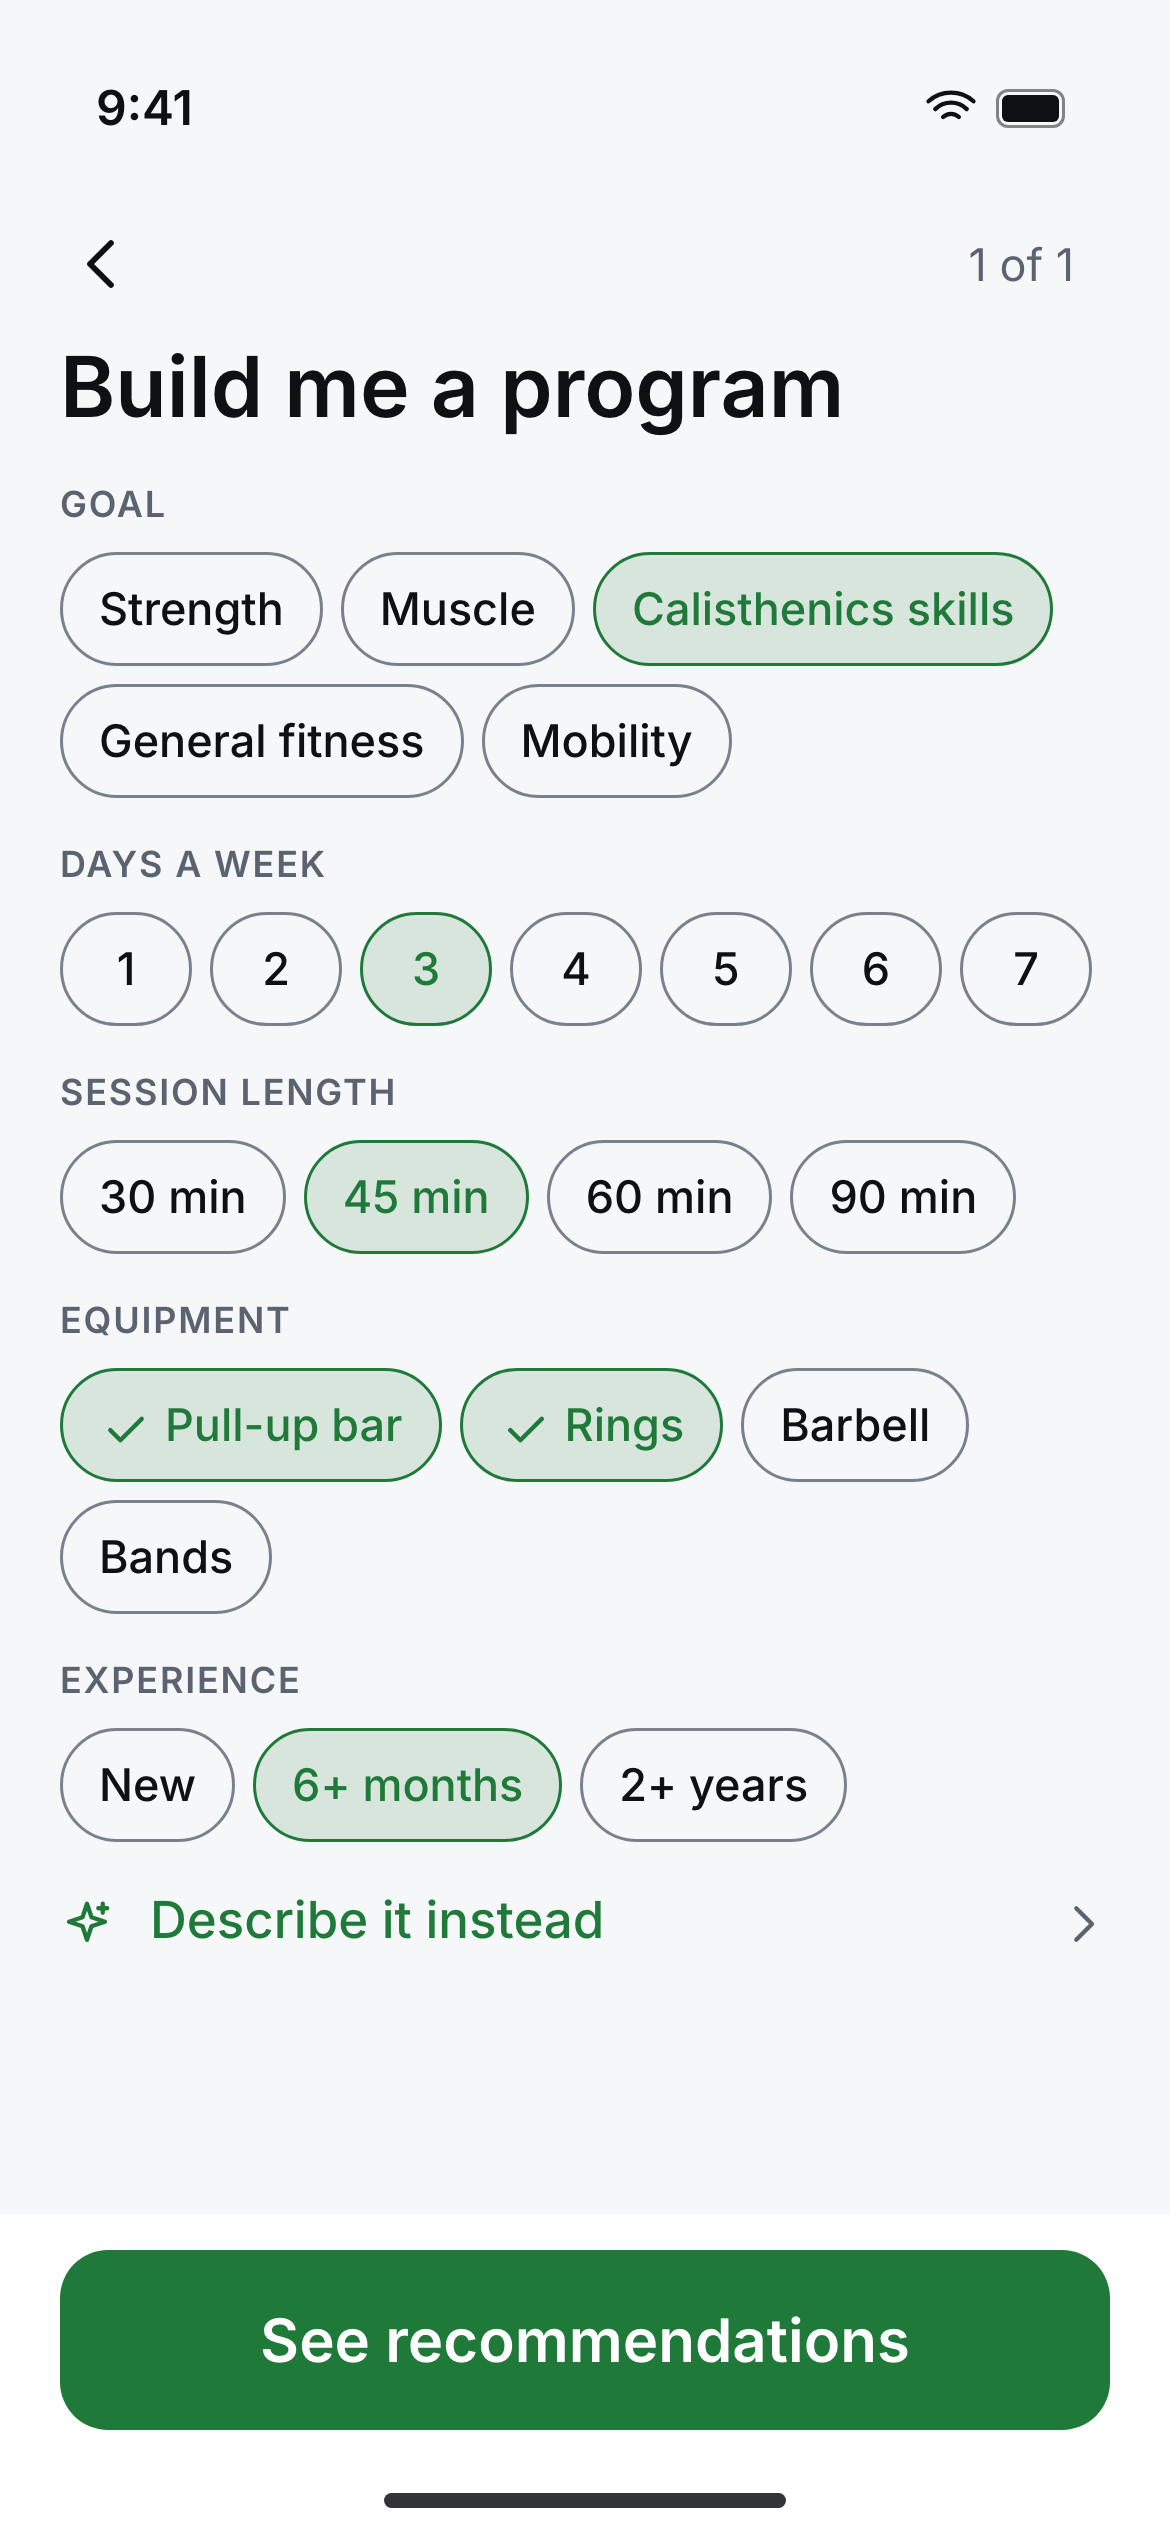 9:41
1 of 1
Build me a program
GOAL
Strength Muscle Calisthenics skills
General fitness Mobility
DAYS A WEEK
1 2 3 4 5 6 7
SESSION LENGTH
30 min 45 min 60 min 90 min
EQUIPMENT
Pull-up bar Rings Barbell
Bands
EXPERIENCE
New 6+ months 2+ years
Describe it instead
See recommendations